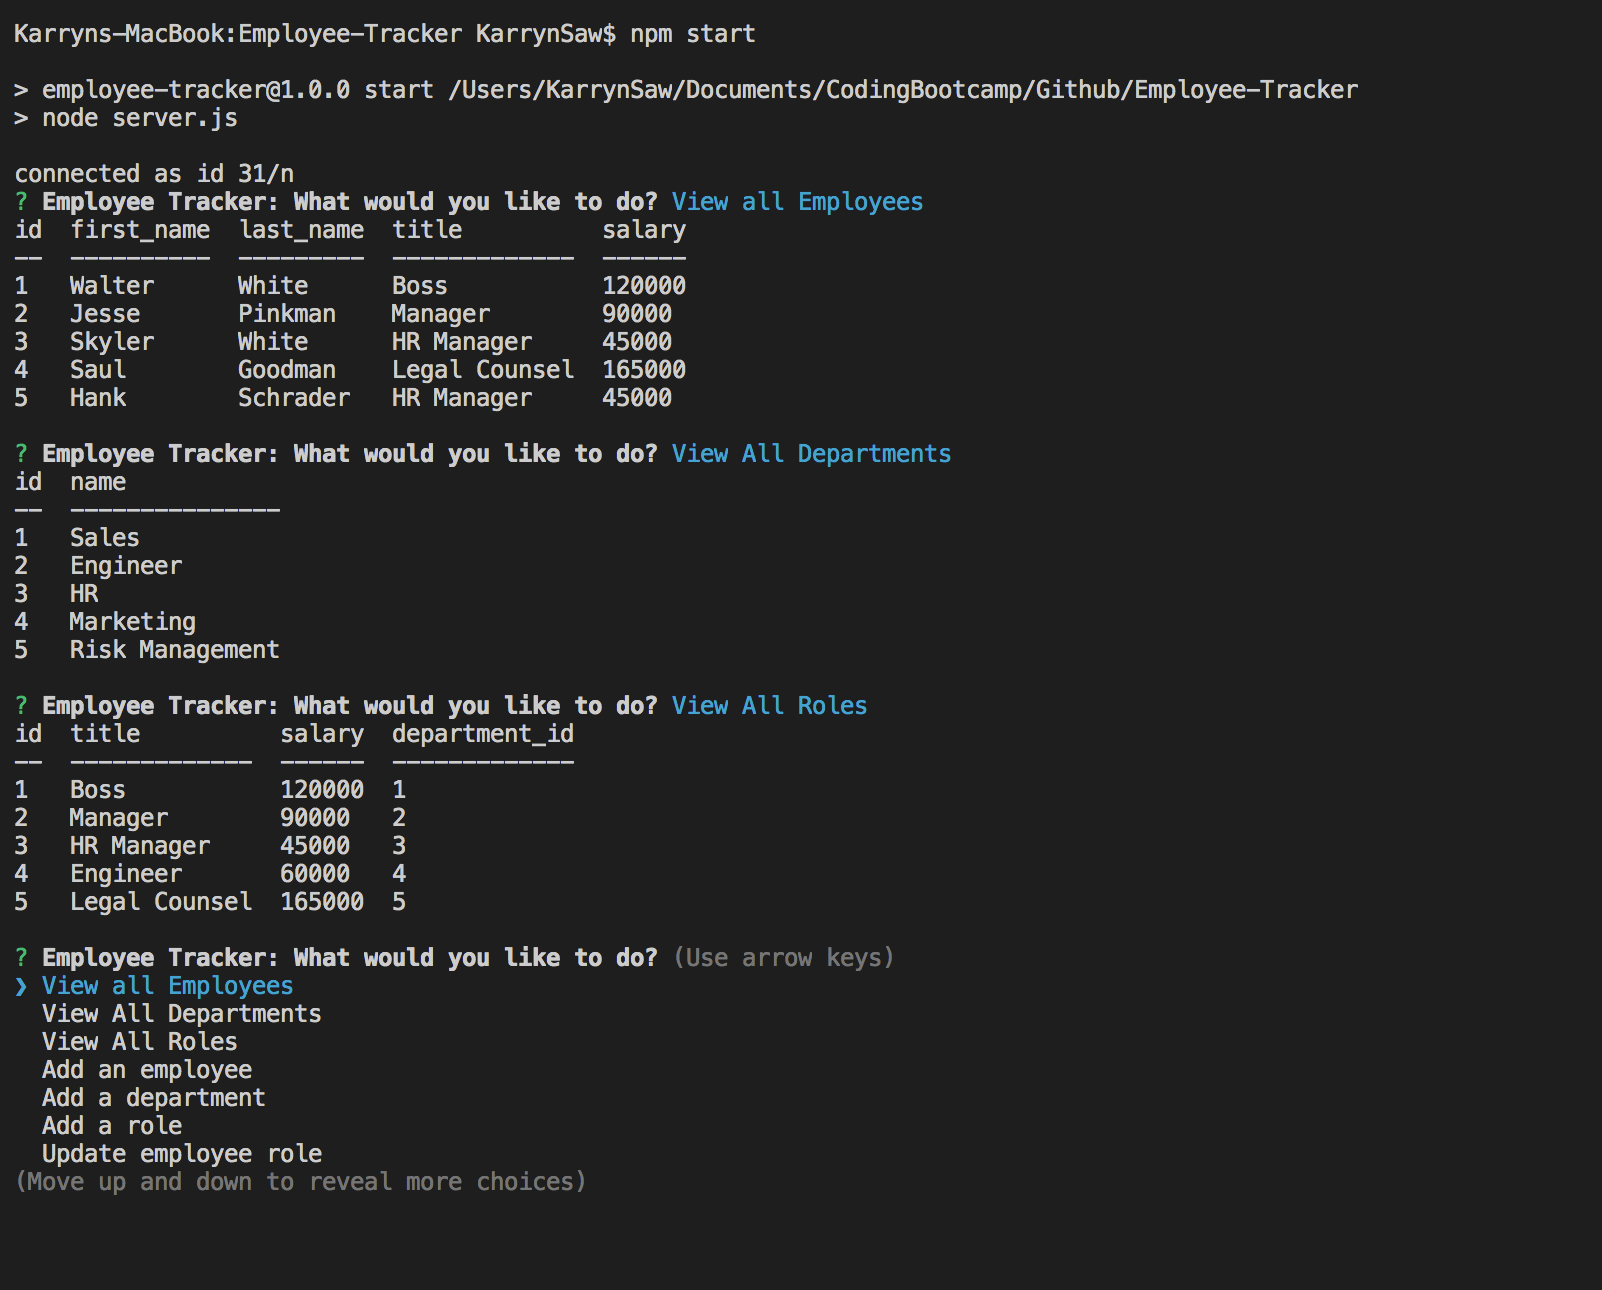 Karryns-MacBook:Employee-Tracker KarrynSaw$ npm start
> employee-tracker@1.0.0 start /Users/KarrynSaw/Documents/CodingBootcamp/Github/Employee-Tracker
> node server.js
connected as id 31/n
? Employee Tracker: What would you like to do? View all Employees
id  first_name  last_name  title          salary
--  ----------  ---------  -------------  ------
1   Walter      White      Boss           120000
2   Jesse       Pinkman    Manager        90000
3   Skyler      White      HR Manager     45000
4   Saul        Goodman    Legal Counsel  165000
5   Hank        Schrader   HR Manager     45000
? Employee Tracker: What would you like to do? View All Departments
id  name
--  ---------------
1   Sales
2   Engineer
3   HR
4   Marketing
5   Risk Management
? Employee Tracker: What would you like to do? View All Roles
id  title          salary  department_id
--  -------------  ------  -------------
1   Boss           120000  1
2   Manager        90000   2
3   HR Manager     45000   3
4   Engineer       60000   4
5   Legal Counsel  165000  5
? Employee Tracker: What would you like to do? (Use arrow keys)
❯ View all Employees
  View All Departments
  View All Roles
  Add an employee
  Add a department
  Add a role
  Update employee role
(Move up and down to reveal more choices)